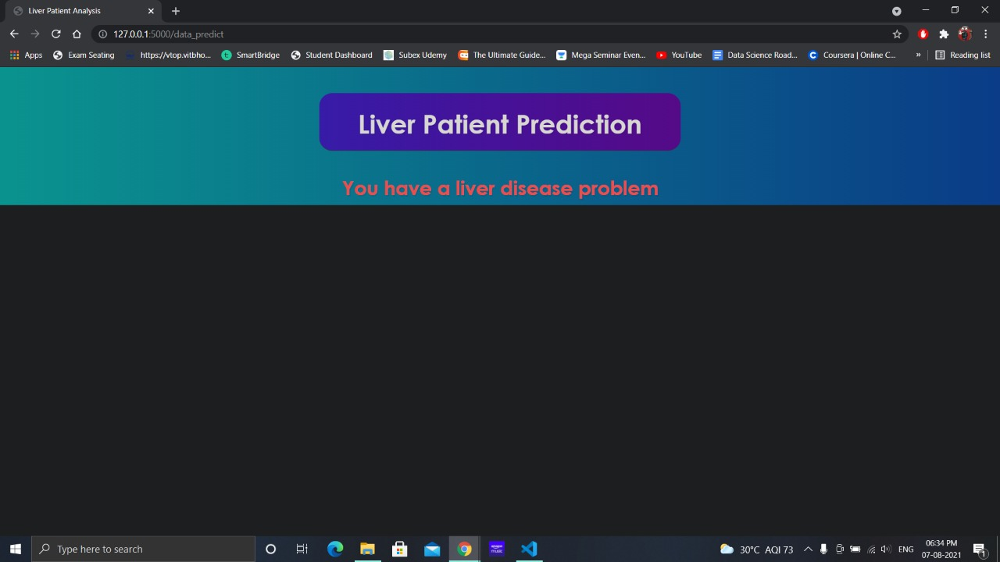 Liver Patient Analysis
127.0.0.1:5000/data_predict
Apps Exam Seating https://vtop.vitbho... SmartBridge Student Dashboard Subex Udemy The Ultimate Guide... Mega Seminar Even... YouTube Data Science Road... Coursera | Online C... » Reading list
Liver Patient Prediction
You have a liver disease problem
Type here to search
30°C AQI 73
ENG
06:34 PM
07-08-2021
1